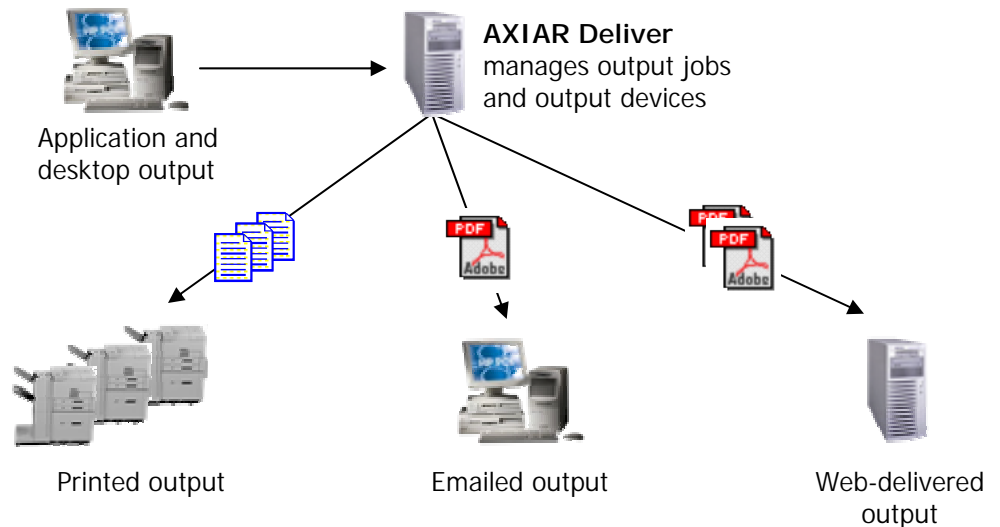 AXIAR Deliver
manages output jobs
and output devices
Application and
desktop output
PDF
Adobe
PDF
PDF
Adobe
Printed output
Emailed output
Web-delivered
output